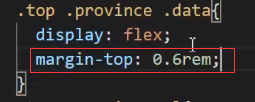 .top .province .data{
display: flex;
margin-top: 0.6rem;
}